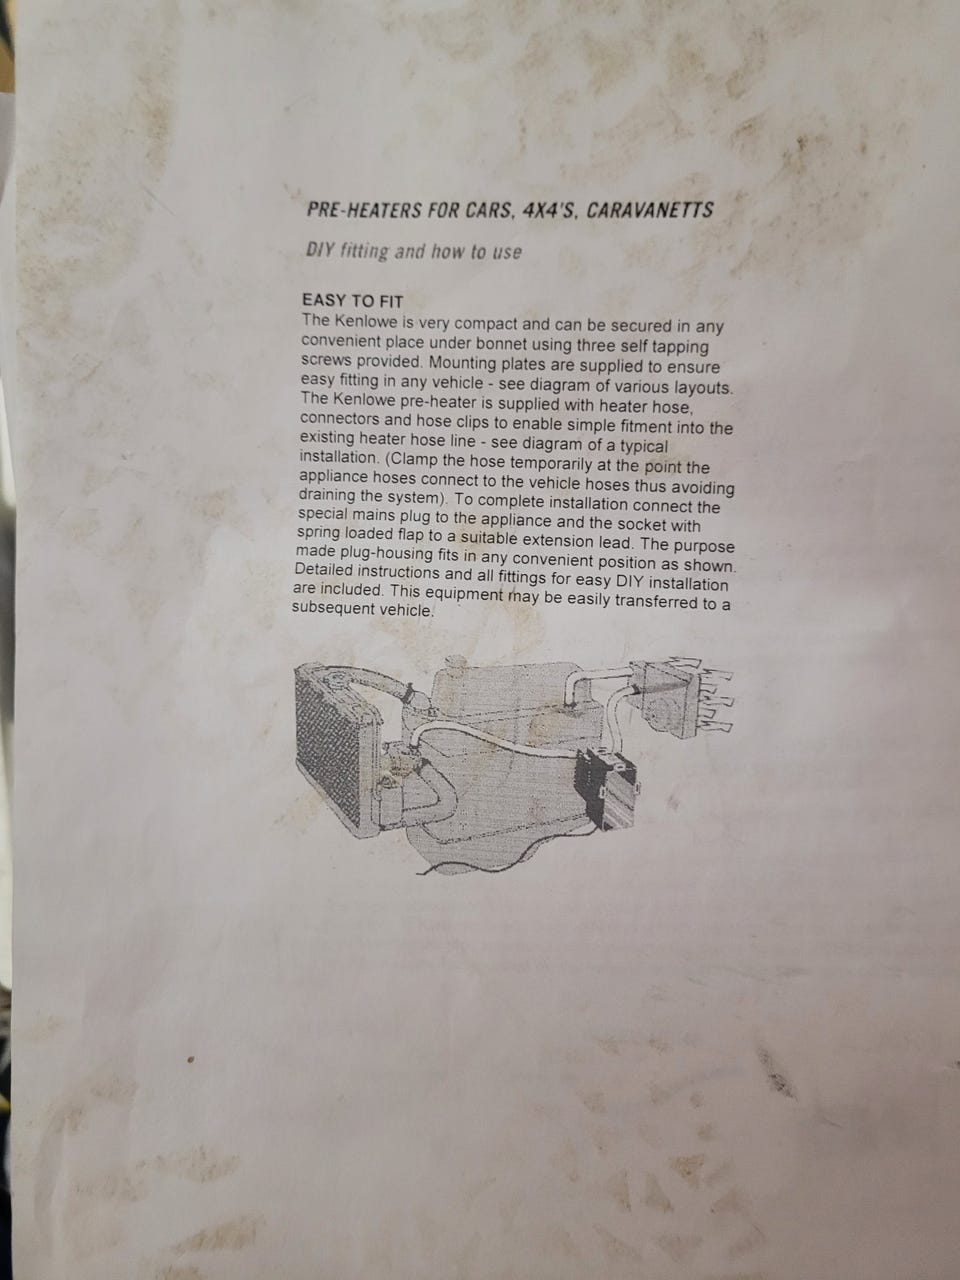 PRE-HEATERS FOR CARS, 4X4'S, CARAVANETTS
DIY fitting and how to use
EASY TO FIT
The Kenlowe is very compact and can be secured in any
convenient place under bonnet using three self tapping
screws provided. Mounting plates are supplied to ensure
easy fitting in any vehicle - see diagram of various layouts.
The Kenlowe pre-heater is supplied with heater hose,
connectors and hose clips to enable simple fitment into the
existing heater hose line - see diagram of a typical
installation. (Clamp the hose temporarily at the point the
appliance hoses connect to the vehicle hoses thus avoiding
draining the system). To complete installation connect the
special mains plug to the appliance and the socket with
spring loaded flap to a suitable extension lead. The purpose
made plug-housing fits in any convenient position as shown.
Detailed instructions and all fittings for easy DIY installation
are included. This equipment may be easily transferred to a
subsequent vehicle.